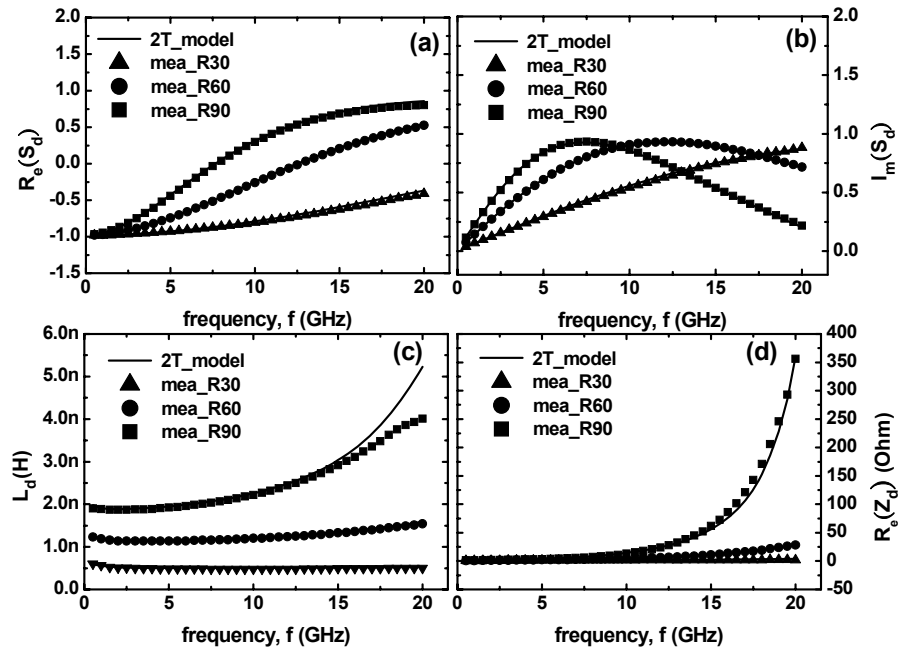 (a)
2T_model
mea_R30
mea_R60
mea_R90
2.0
1.5
1.0
0.5
0.0
-0.5
-1.0
-1.5
Re(Sd)
0 5 10 15 20
frequency, f (GHz)
(b)
2T_model
mea_R30
mea_R60
mea_R90
2.0
1.5
1.0
0.5
0.0
Im(Sd)
0 5 10 15 20
frequency, f (GHz)
(c)
2T_model
mea_R30
mea_R60
mea_R90
6.0n
5.0n
4.0n
3.0n
2.0n
1.0n
0.0
Ld(H)
0 5 10 15 20
frequency, f (GHz)
(d)
2T_model
mea_R30
mea_R60
mea_R90
400
350
300
250
200
150
100
50
0
-50
Re(Zd) (Ohm)
0 5 10 15 20
frequency, f (GHz)